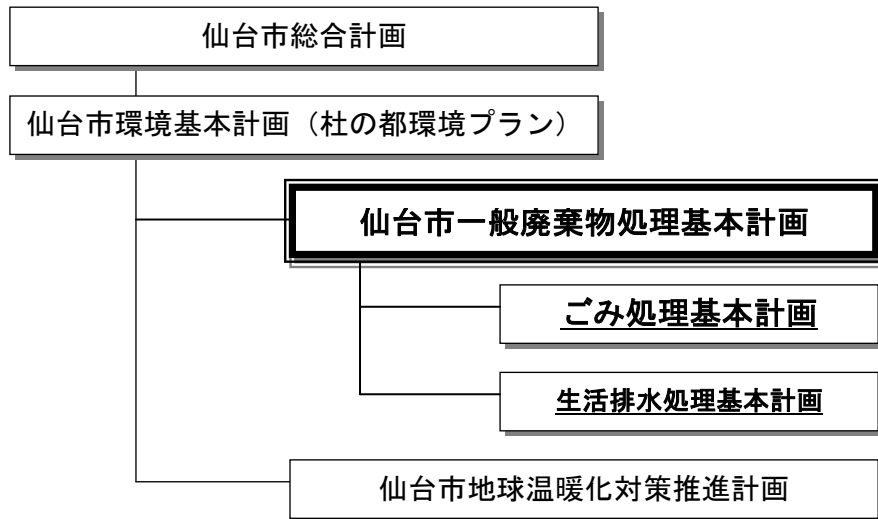 仙台市総合計画
仙台市環境基本計画（杜の都環境プラン）
仙台市一般廃棄物処理基本計画
ごみ処理基本計画
生活排水処理基本計画
仙台市地球温暖化対策推進計画